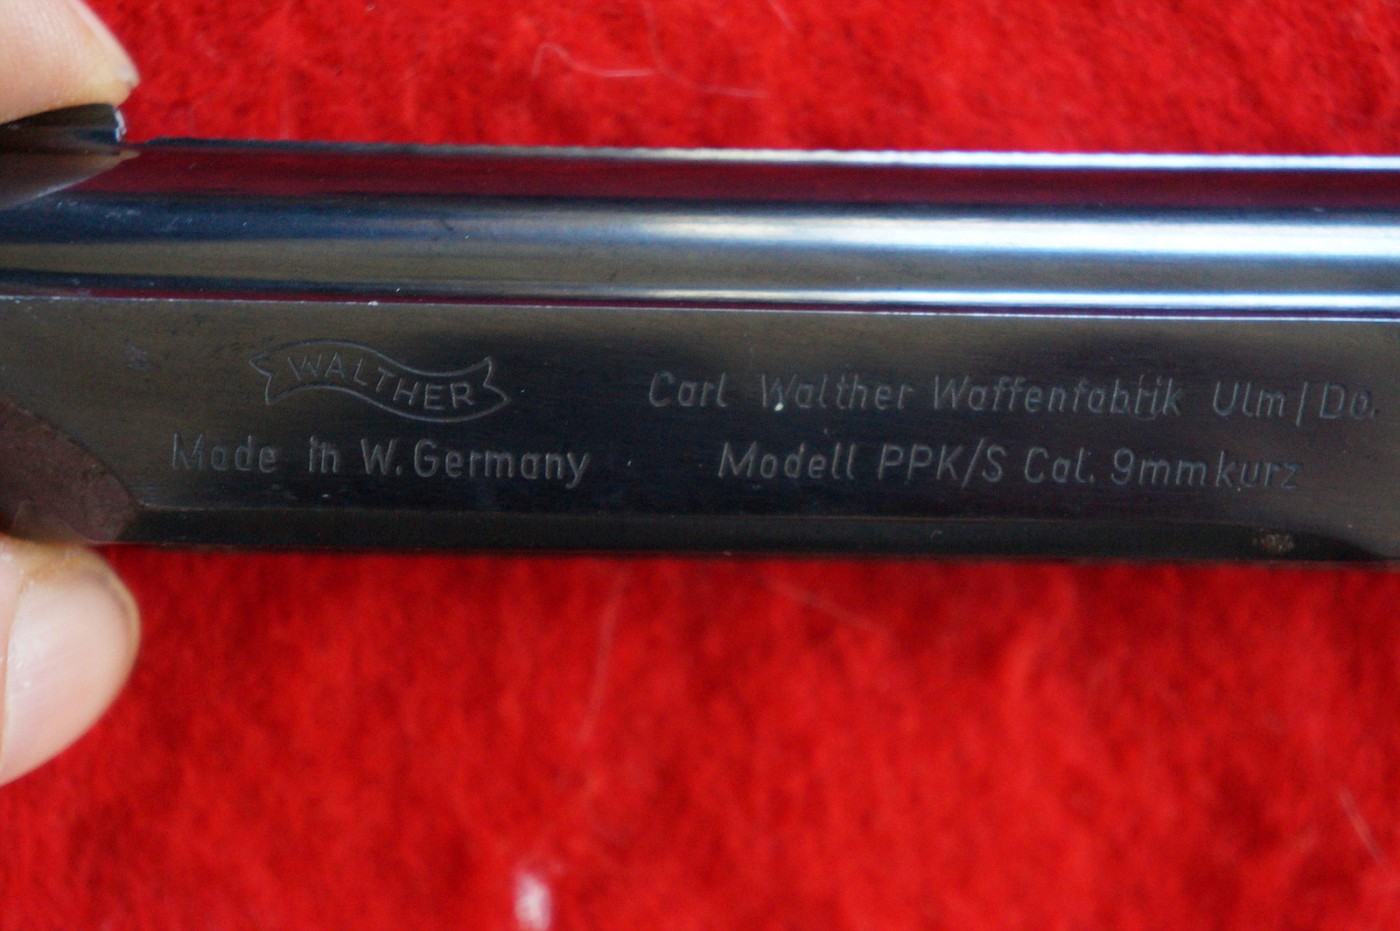 WALTHER
Made in W. Germany
Carl Walther Waffenfabrik Ulm/Do.
Modell PPK/S Cal. 9mm kurz